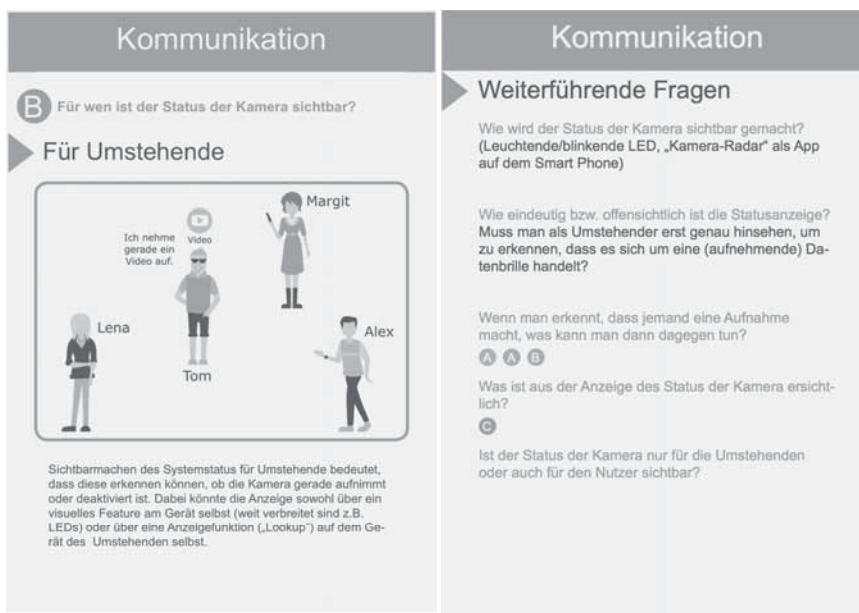 Kommunikation
B
Für wen ist der Status der Kamera sichtbar?
Für Umstehende
Margit
Ich nehme
gerade ein
Video auf.
Video
Lena
Alex
Tom
Sichtbarmachen des Systemstatus für Umstehende bedeutet,
dass diese erkennen können, ob die Kamera gerade aufnimmt
oder deaktiviert ist. Dabei könnte die Anzeige sowohl über ein
visuelles Feature am Gerät selbst (weit verbreitet sind z.B.
LEDs) oder über eine Anzeigefunktion („Lookup“) auf dem Ge-
rät des Umstehenden selbst.
Kommunikation
Weiterführende Fragen
Wie wird der Status der Kamera sichtbar gemacht?
(Leuchtende/blinkende LED, „Kamera-Radar“ als App
auf dem Smart Phone)
Wie eindeutig bzw. offensichtlich ist die Statusanzeige?
Muss man als Umstehender erst genau hinsehen, um
zu erkennen, dass es sich um eine (aufnehmende) Da-
tenbrille handelt?
Wenn man erkennt, dass jemand eine Aufnahme
macht, was kann man dann dagegen tun?
A A B
Was ist aus der Anzeige des Status der Kamera ersicht-
lich?
C
Ist der Status der Kamera nur für die Umstehenden
oder auch für den Nutzer sichtbar?